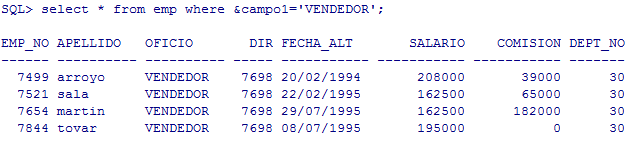 SQL> select * from emp where &campo1='VENDEDOR';
EMP_NO APELLIDO OFICIO DIR FECHA_ALT SALARIO COMISION DEPT_NO
------ ---------- ---------- ------ ---------- ---------- ---------- -------
7499 arroyo VENDEDOR 7698 20/02/1994 208000 39000 30
7521 sala VENDEDOR 7698 22/02/1995 162500 65000 30
7654 martin VENDEDOR 7698 29/07/1995 162500 182000 30
7844 tovar VENDEDOR 7698 08/07/1995 195000 0 30